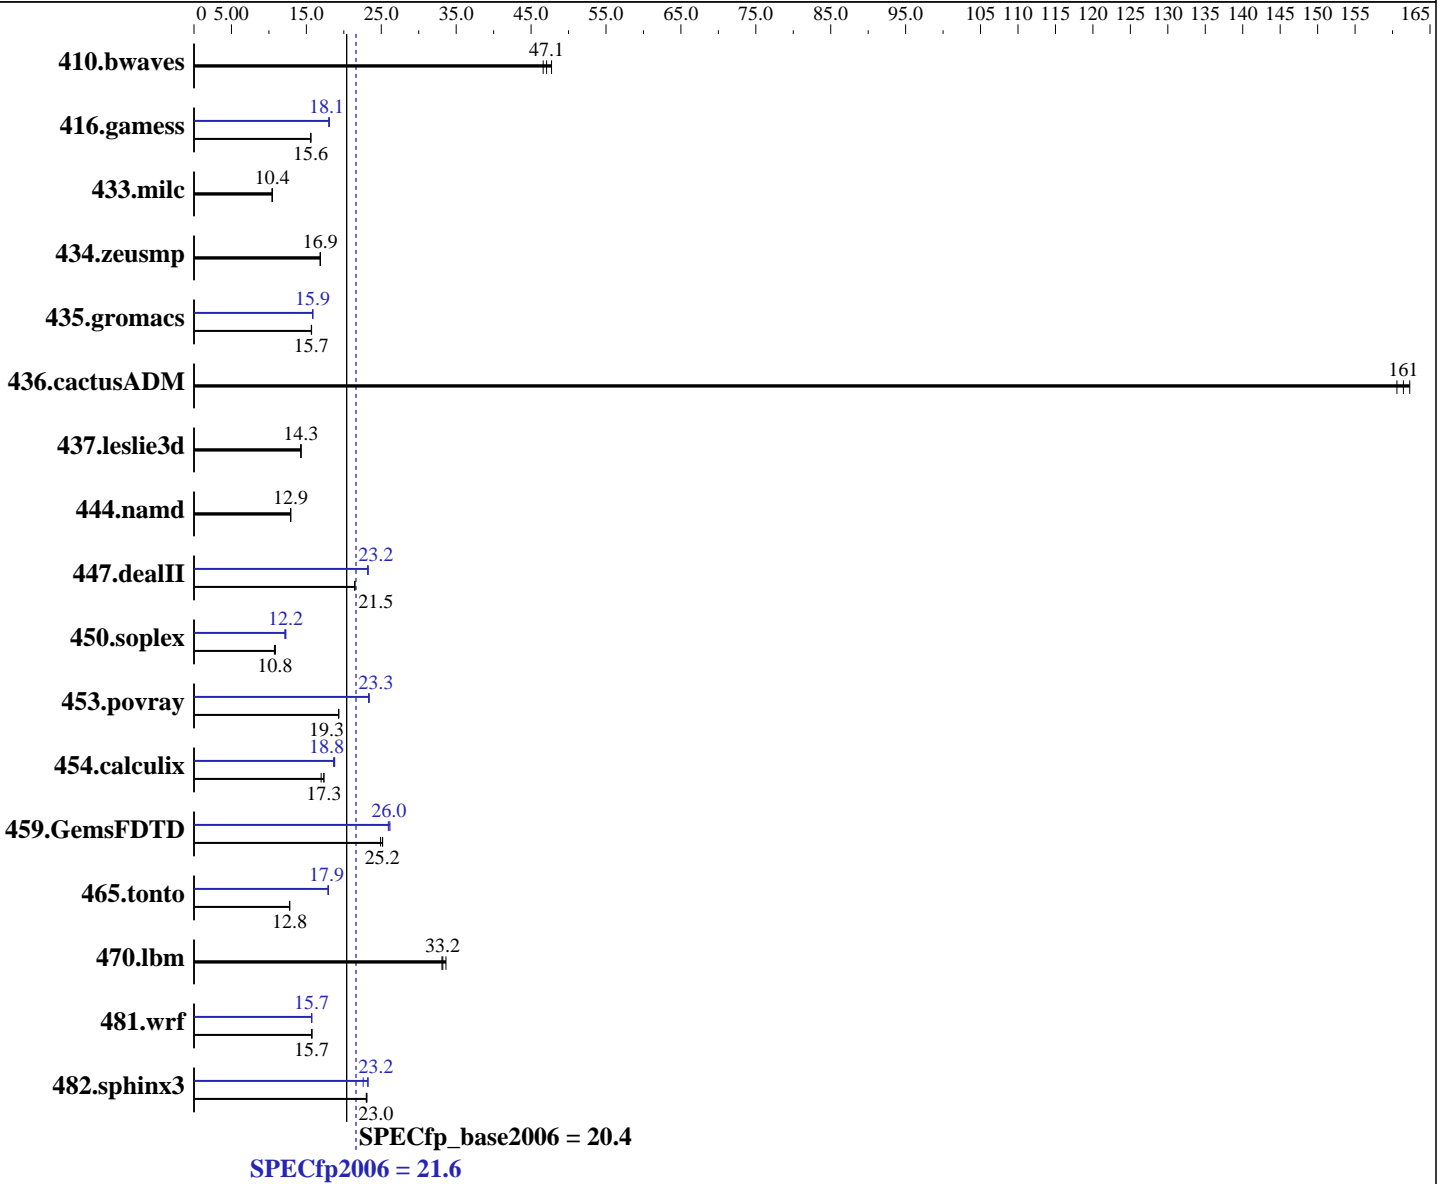 0 5.00 15.0 25.0 35.0 45.0 55.0 65.0 75.0 85.0 95.0 105 110 115 120 125 130 135 140 145 150 155 165
47.1
410.bwaves
18.1
416.gamess
15.6
10.4
433.milc
16.9
434.zeusmp
15.9
435.gromacs
15.7
161
436.cactusADM
14.3
437.leslie3d
12.9
444.namd
23.2
447.dealII
21.5
12.2
450.soplex
10.8
23.3
453.povray
19.3
18.8
454.calculix
17.3
26.0
459.GemsFDTD
25.2
17.9
465.tonto
12.8
33.2
470.lbm
15.7
481.wrf
15.7
23.2
482.sphinx3
23.0
SPECfp_base2006 = 20.4
SPECfp2006 = 21.6